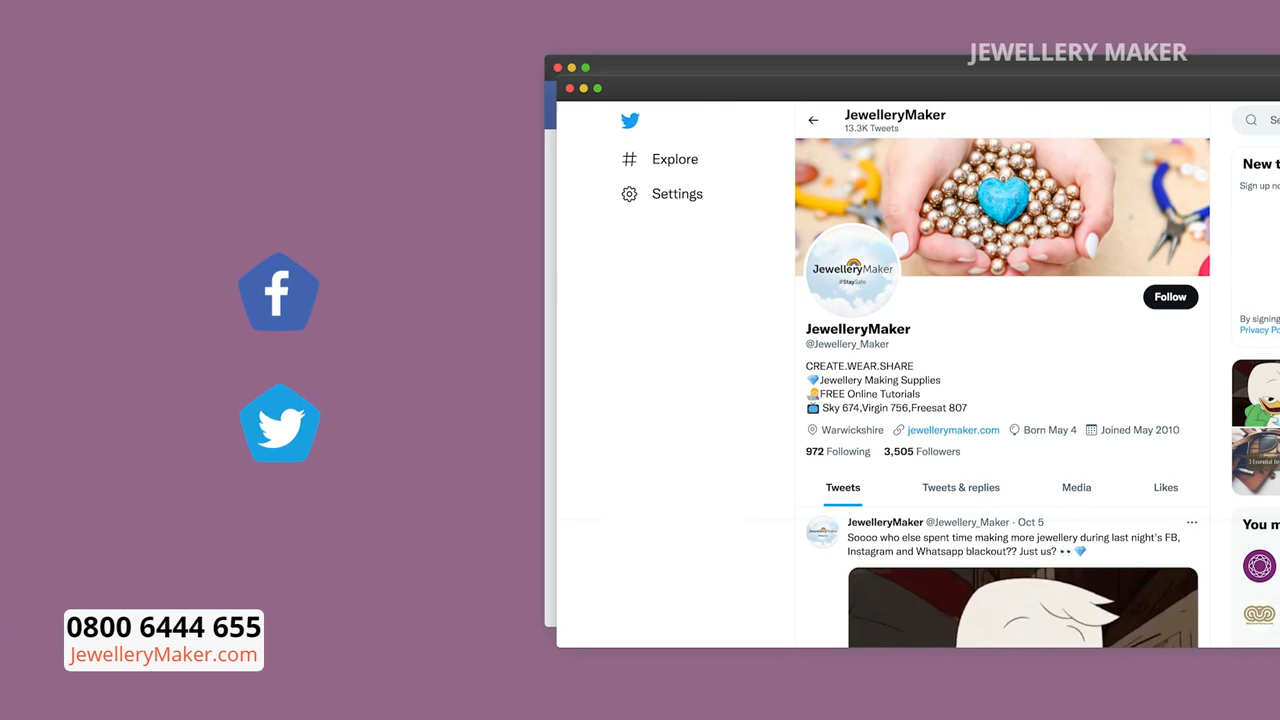 JEWELLERY MAKER
JewelleryMaker
13.3K Tweets
Explore
Settings
New t
Sign up no
JewelleryMaker
#StaySafe
Follow
By signing
Privacy Po
JewelleryMaker
@Jewellery_Maker
CREATE.WEAR.SHARE
💎Jewellery Making Supplies
FREE Online Tutorials
📺 Sky 674,Virgin 756,Freesat 807
Warwickshire jewellerymaker.com Born May 4 Joined May 2010
972 Following 3,505 Followers
Tweets Tweets & replies Media Likes
JewelleryMaker @Jewellery_Maker · Oct 5
Soooo who else spent time making more jewellery during last night's FB,
Instagram and Whatsapp blackout?? Just us? 👀 💎
You m
0800 6444 655
JewelleryMaker.com